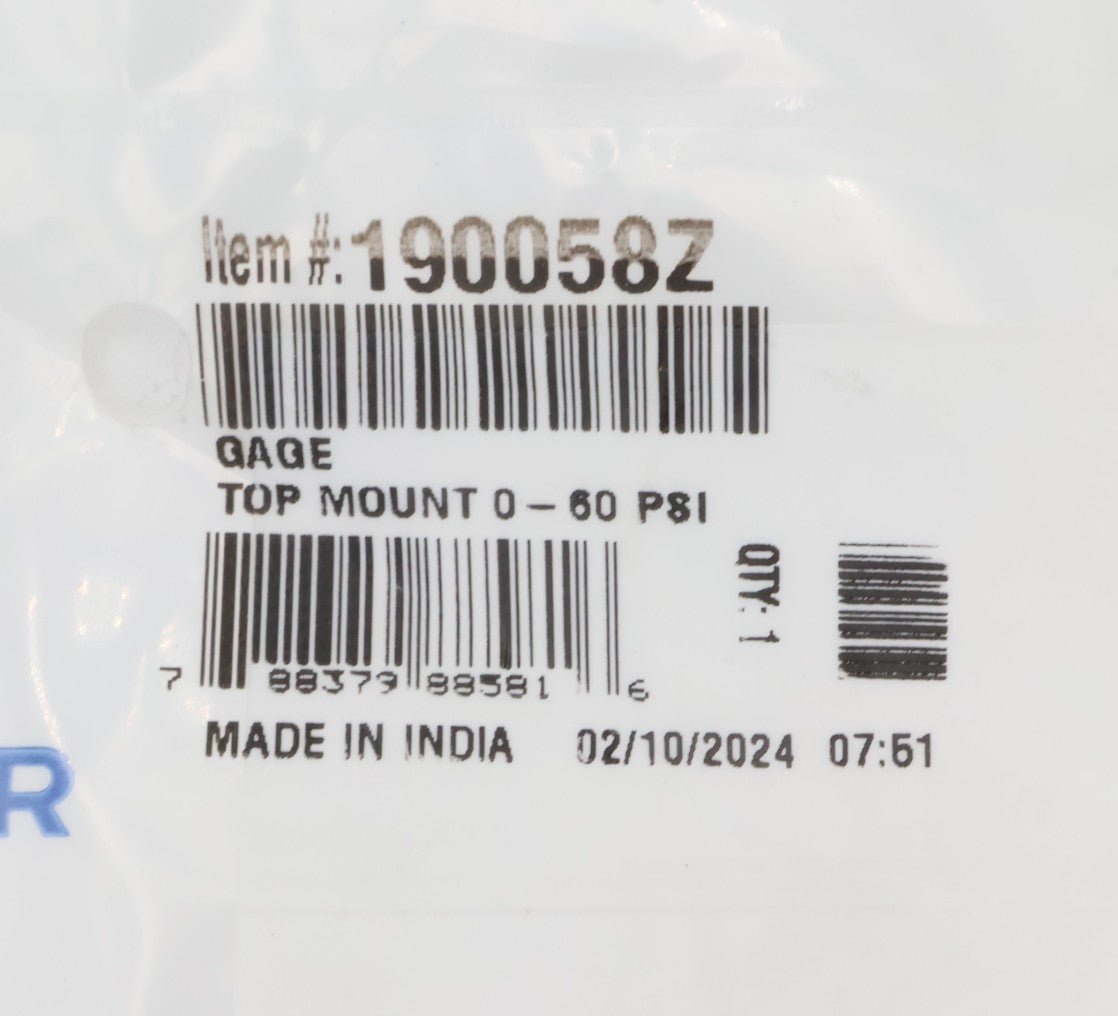 Item #:190058Z
GAGE
TOP MOUNT 0 – 60 PSI
QTY: 1
7 88379 88581 6
MADE IN INDIA 02/10/2024 07:51
R